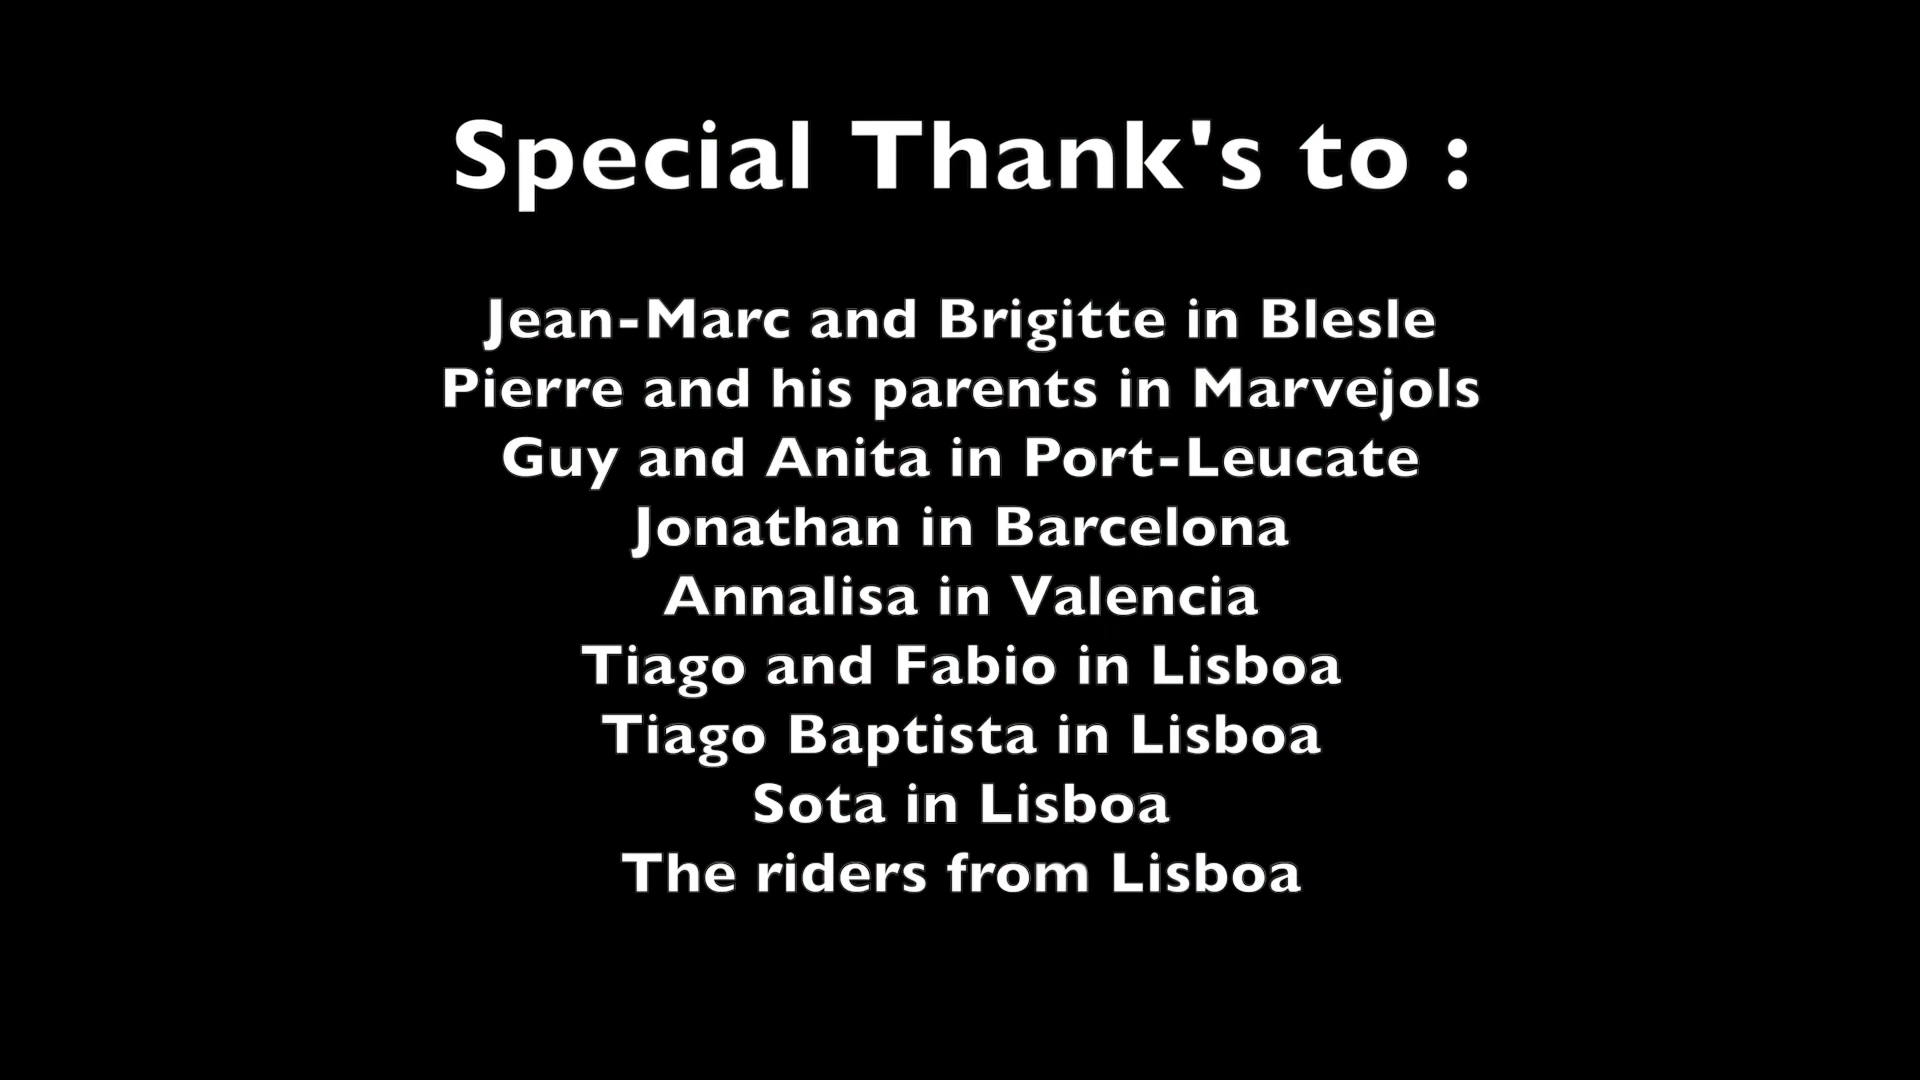 Special Thank's to :
Jean-Marc and Brigitte in Blesle
Pierre and his parents in Marvejols
Guy and Anita in Port-Leucate
Jonathan in Barcelona
Annalisa in Valencia
Tiago and Fabio in Lisboa
Tiago Baptista in Lisboa
Sota in Lisboa
The riders from Lisboa